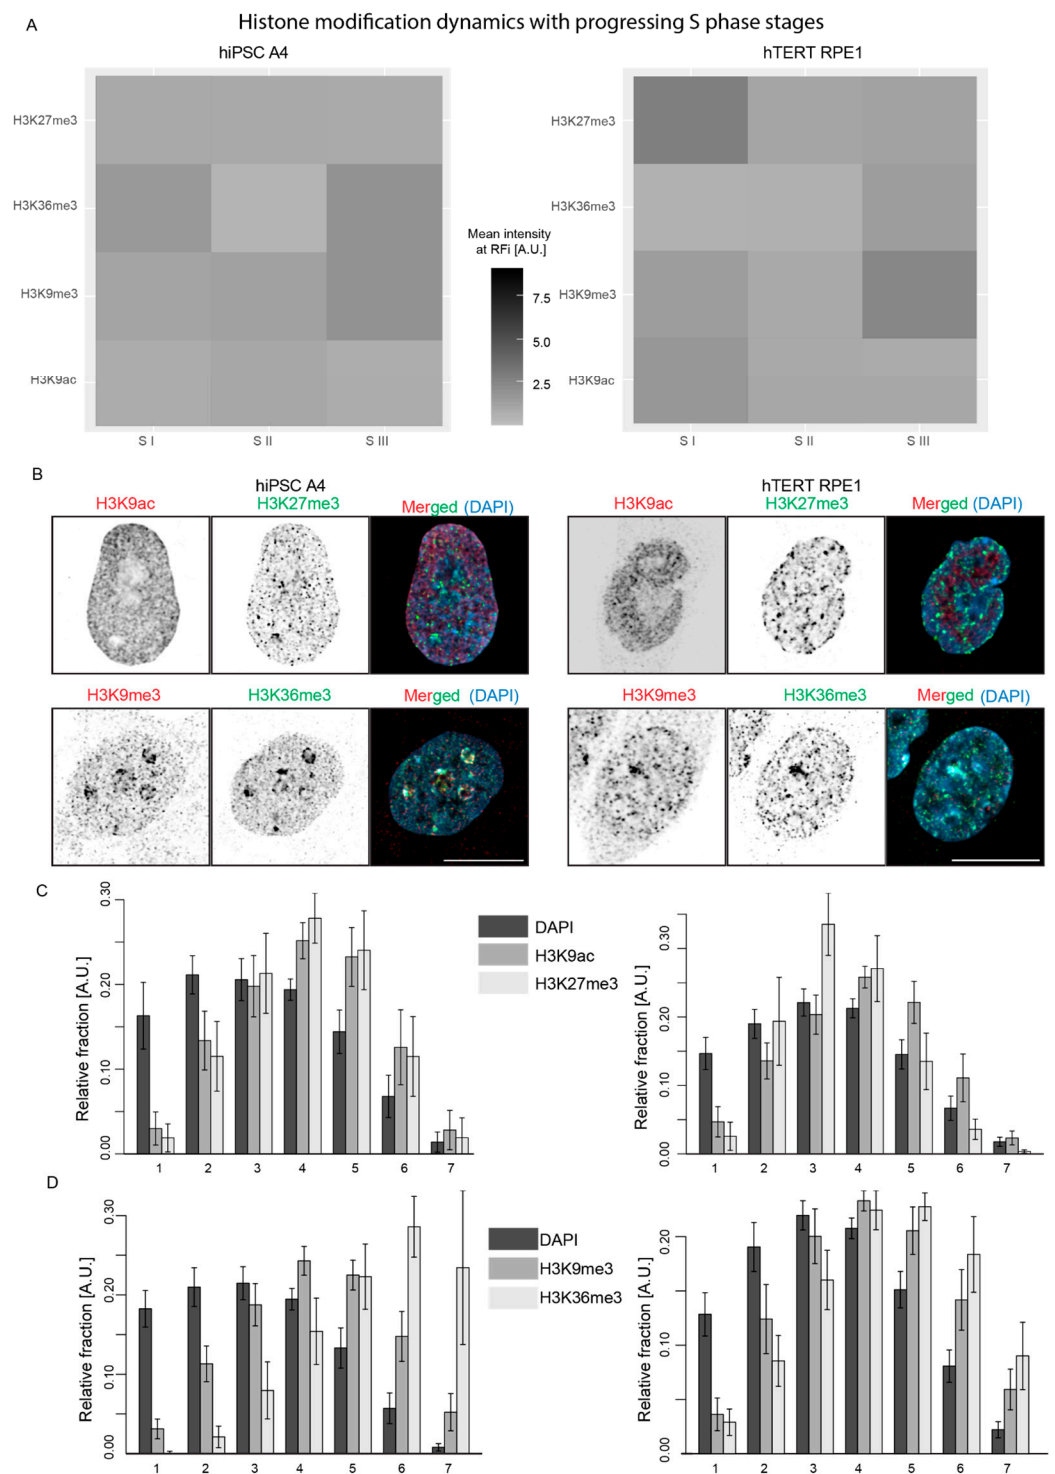 Histone modification dynamics with progressing S phase stages
A
hiPSC A4
hTERT RPE1
H3K27me3
H3K36me3
H3K9me3
H3K9ac
S I
S II
S III
Mean intensity
at RFi [A.U.]
7.5
5.0
2.5
H3K27me3
H3K36me3
H3K9me3
H3K9ac
S I
S II
S III
B
hiPSC A4
hTERT RPE1
H3K9ac
H3K27me3
Merged (DAPI)
H3K9ac
H3K27me3
Merged (DAPI)
H3K9me3
H3K36me3
Merged (DAPI)
H3K9me3
H3K36me3
Merged (DAPI)
C
Relative fraction [A.U.]
0.30
0.20
0.10
0.00
1 2 3 4 5 6 7
DAPI
H3K9ac
H3K27me3
Relative fraction [A.U.]
0.30
0.20
0.10
0.00
1 2 3 4 5 6 7
D
Relative fraction [A.U.]
0.30
0.20
0.10
0.00
1 2 3 4 5 6 7
DAPI
H3K9me3
H3K36me3
Relative fraction [A.U.]
0.20
0.10
0.00
1 2 3 4 5 6 7